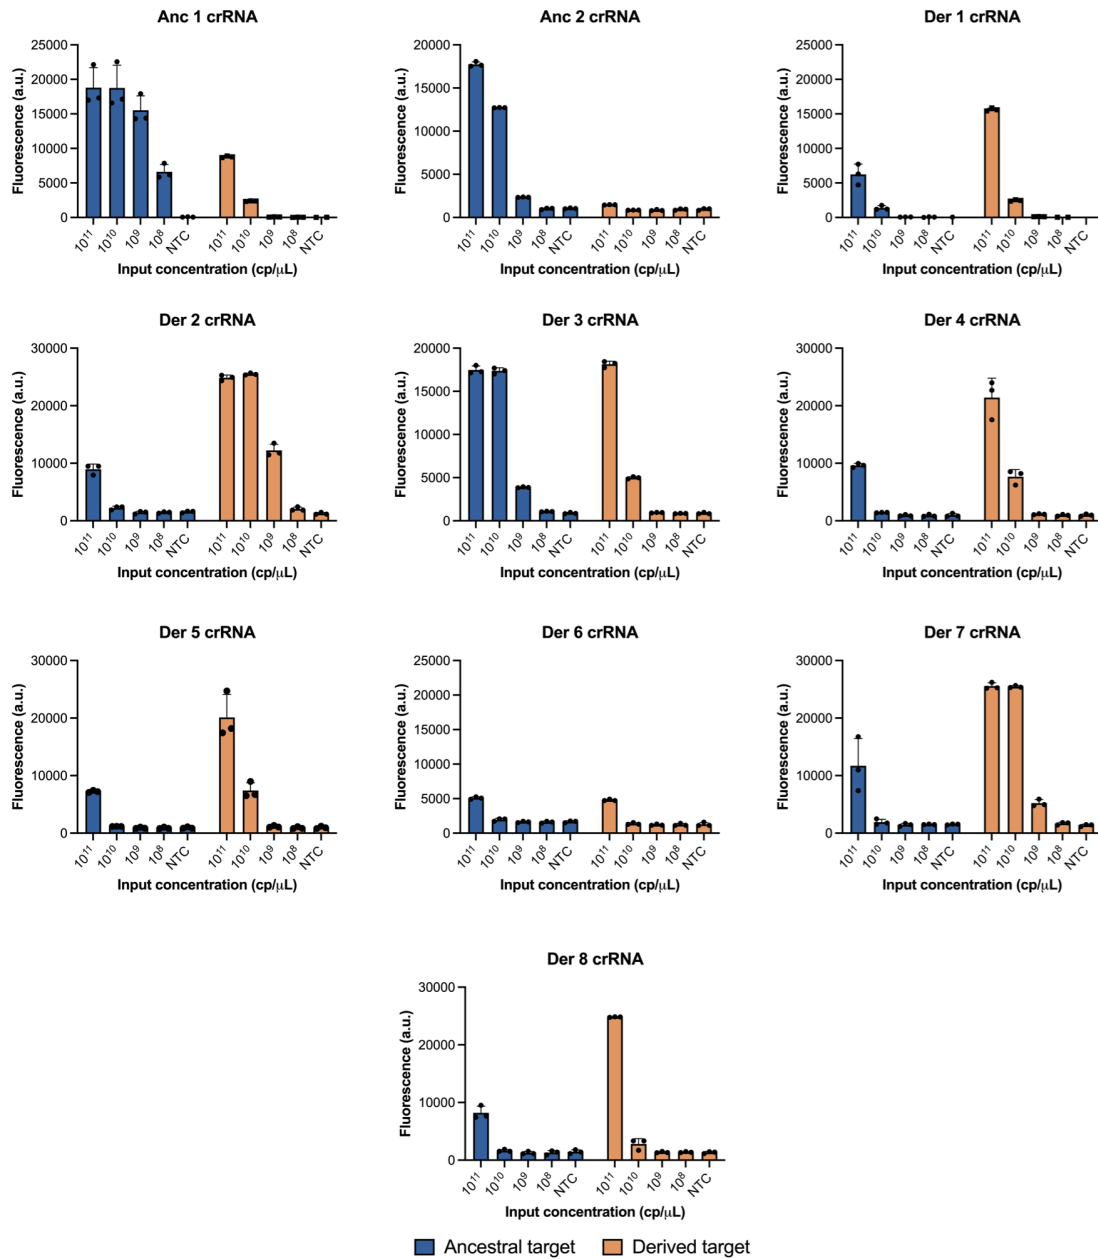 Anc 1 crRNA
Fluorescence (a.u.)
25000
20000
15000
10000
5000
0
10¹¹ 10¹⁰ 10⁹ 10⁸ NTC 10¹¹ 10¹⁰ 10⁹ 10⁸ NTC
Input concentration (cp/μL)
Anc 2 crRNA
Fluorescence (a.u.)
20000
15000
10000
5000
0
10¹¹ 10¹⁰ 10⁹ 10⁸ NTC 10¹¹ 10¹⁰ 10⁹ 10⁸ NTC
Input concentration (cp/μL)
Der 1 crRNA
Fluorescence (a.u.)
25000
20000
15000
10000
5000
0
10¹¹ 10¹⁰ 10⁹ 10⁸ NTC 10¹¹ 10¹⁰ 10⁹ 10⁸ NTC
Input concentration (cp/μL)
Der 2 crRNA
Fluorescence (a.u.)
30000
20000
10000
0
10¹¹ 10¹⁰ 10⁹ 10⁸ NTC 10¹¹ 10¹⁰ 10⁹ 10⁸ NTC
Input concentration (cp/μL)
Der 3 crRNA
Fluorescence (a.u.)
20000
15000
10000
5000
0
10¹¹ 10¹⁰ 10⁹ 10⁸ NTC 10¹¹ 10¹⁰ 10⁹ 10⁸ NTC
Input concentration (cp/μL)
Der 4 crRNA
Fluorescence (a.u.)
30000
20000
10000
0
10¹¹ 10¹⁰ 10⁹ 10⁸ NTC 10¹¹ 10¹⁰ 10⁹ 10⁸ NTC
Input concentration (cp/μL)
Der 5 crRNA
Fluorescence (a.u.)
30000
20000
10000
0
10¹¹ 10¹⁰ 10⁹ 10⁸ NTC 10¹¹ 10¹⁰ 10⁹ 10⁸ NTC
Input concentration (cp/μL)
Der 6 crRNA
Fluorescence (a.u.)
25000
20000
15000
10000
5000
0
10¹¹ 10¹⁰ 10⁹ 10⁸ NTC 10¹¹ 10¹⁰ 10⁹ 10⁸ NTC
Input concentration (cp/μL)
Der 7 crRNA
Fluorescence (a.u.)
30000
20000
10000
0
10¹¹ 10¹⁰ 10⁹ 10⁸ NTC 10¹¹ 10¹⁰ 10⁹ 10⁸ NTC
Input concentration (cp/μL)
Der 8 crRNA
Fluorescence (a.u.)
30000
20000
10000
0
10¹¹ 10¹⁰ 10⁹ 10⁸ NTC 10¹¹ 10¹⁰ 10⁹ 10⁸ NTC
Input concentration (cp/μL)
Ancestral target Derived target